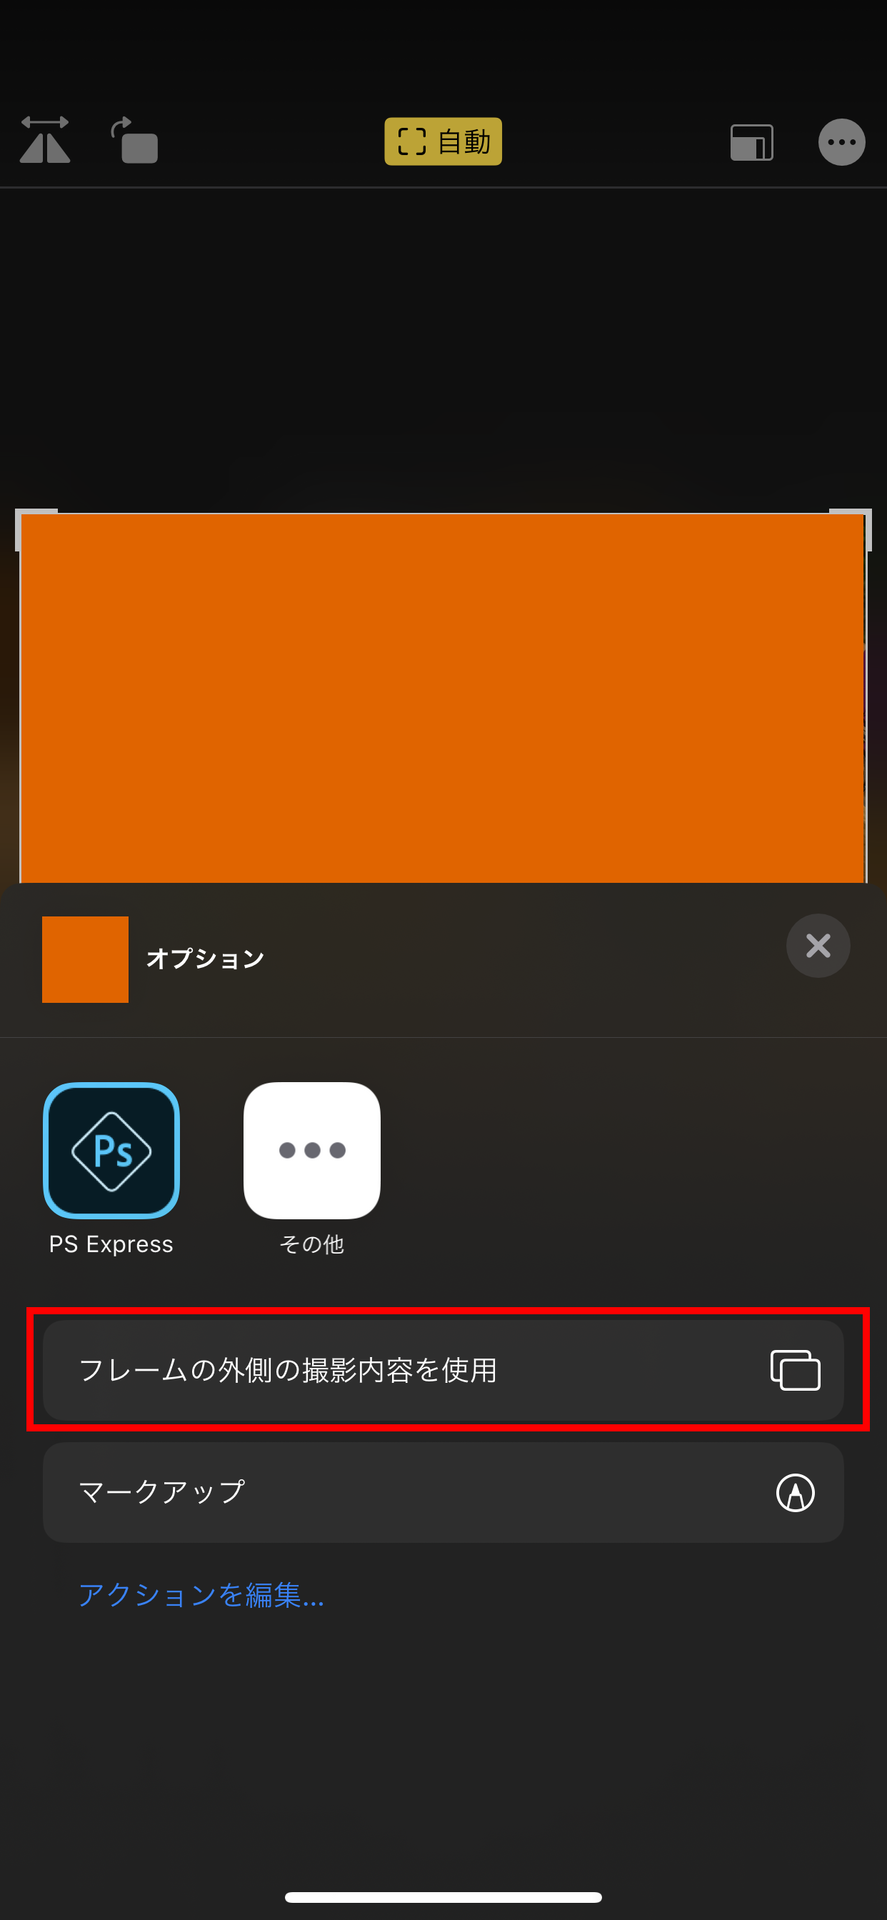 自動
オプション
Ps
PS Express
その他
フレームの外側の撮影内容を使用
マークアップ
アクションを編集...